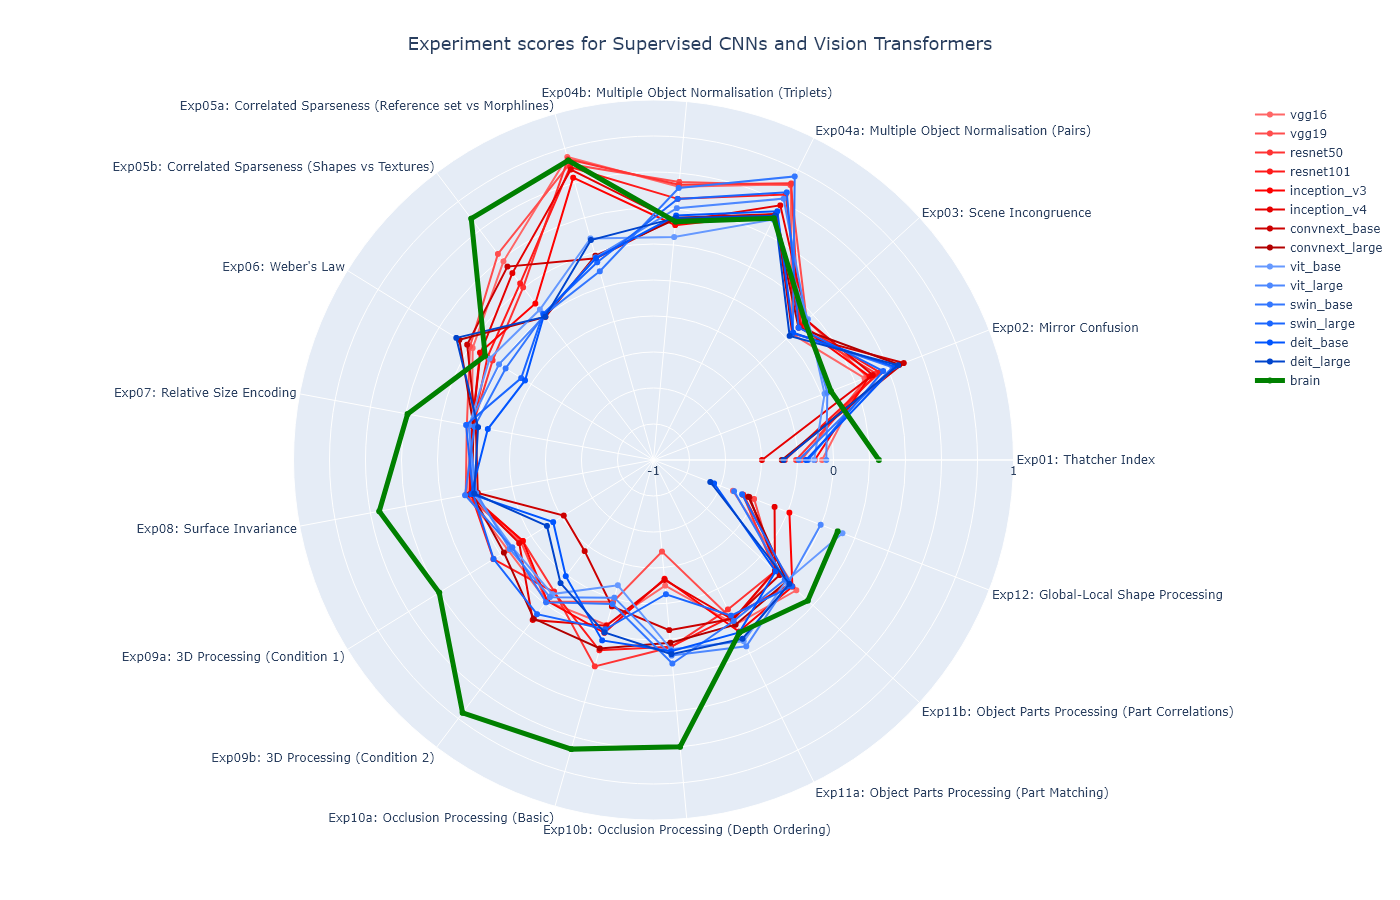 Experiment scores for Supervised CNNs and Vision Transformers
Exp04b: Multiple Object Normalisation (Triplets)
Exp05a: Correlated Sparseness (Reference set vs Morphlines)
Exp04a: Multiple Object Normalisation (Pairs)
Exp05b: Correlated Sparseness (Shapes vs Textures)
Exp03: Scene Incongruence
Exp06: Weber's Law
Exp02: Mirror Confusion
Exp07: Relative Size Encoding
Exp01: Thatcher Index
-1
0
1
Exp08: Surface Invariance
Exp12: Global-Local Shape Processing
Exp09a: 3D Processing (Condition 1)
Exp11b: Object Parts Processing (Part Correlations)
Exp09b: 3D Processing (Condition 2)
Exp11a: Object Parts Processing (Part Matching)
Exp10a: Occlusion Processing (Basic)
Exp10b: Occlusion Processing (Depth Ordering)
vgg16
vgg19
resnet50
resnet101
inception_v3
inception_v4
convnext_base
convnext_large
vit_base
vit_large
swin_base
swin_large
deit_base
deit_large
brain